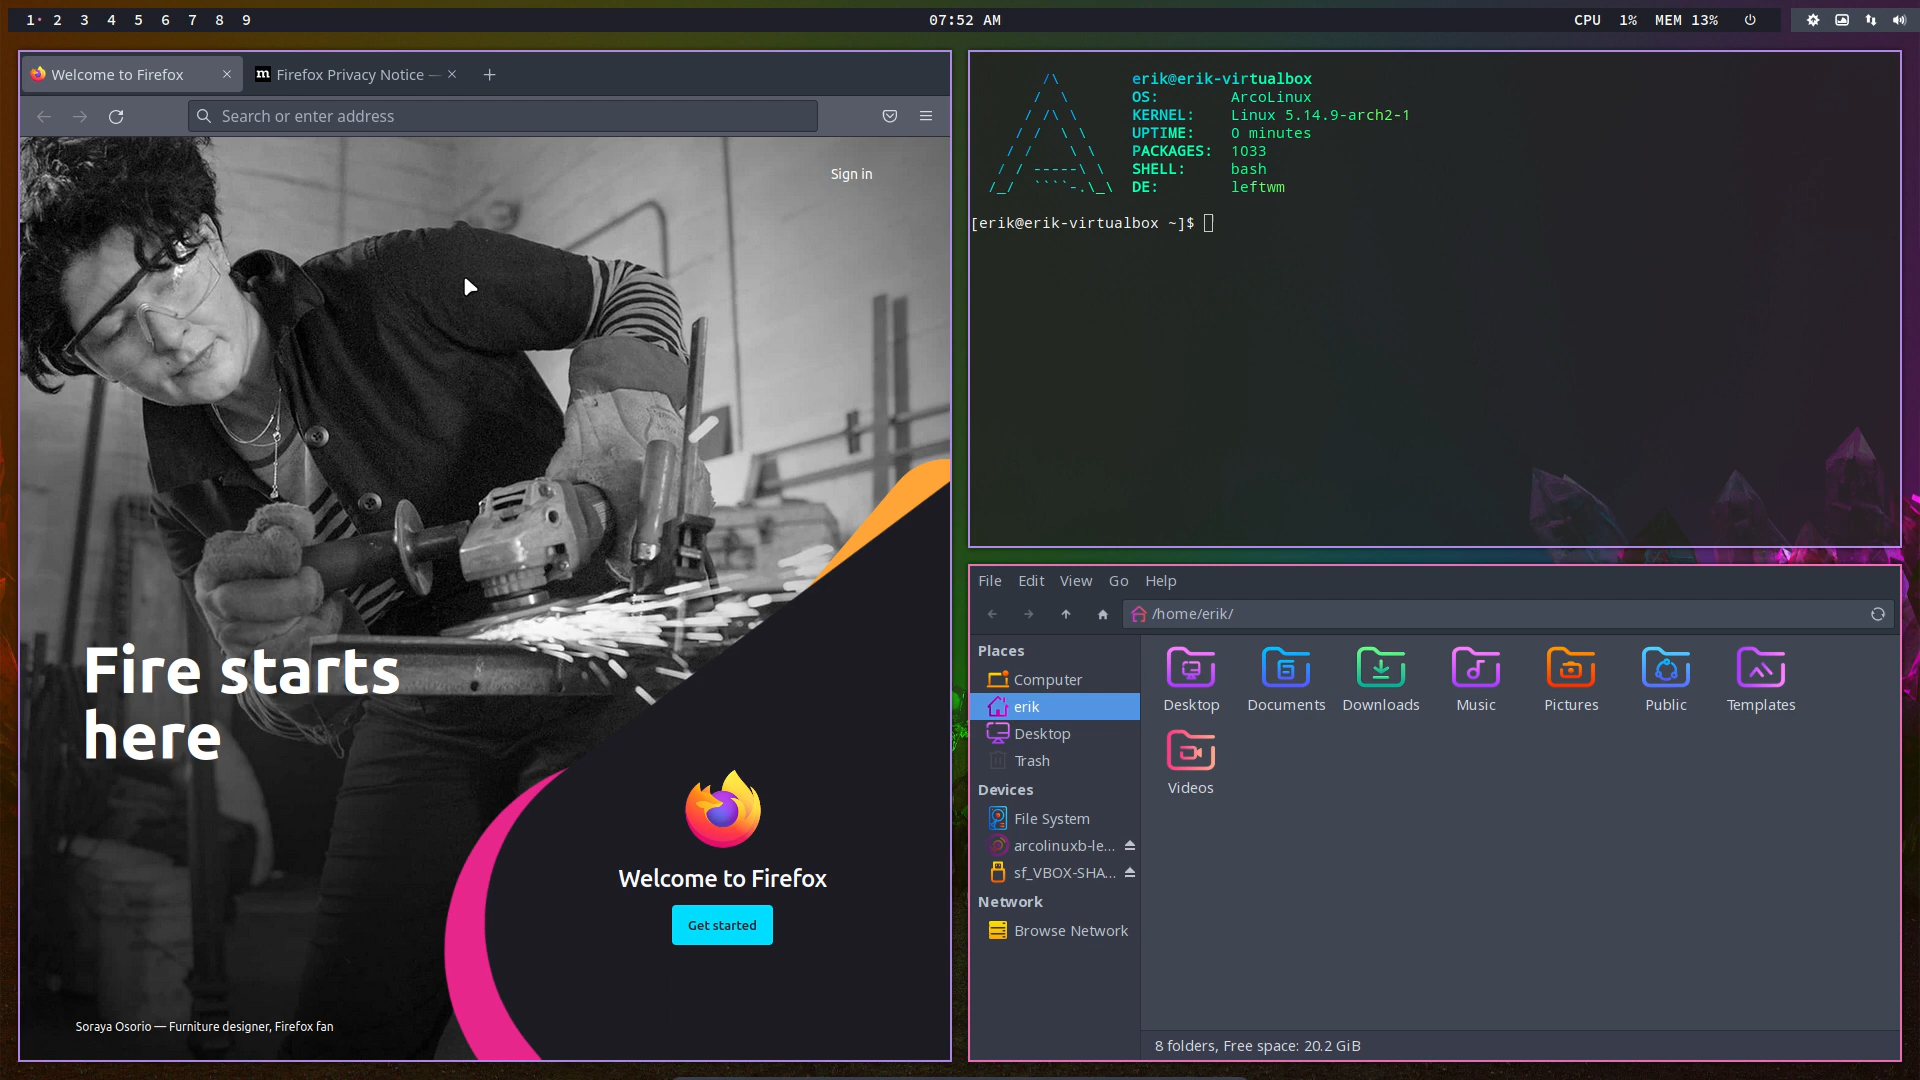 1 2 3 4 5 6 7 8 9
07:52 AM
CPU 1% MEM 13%
Welcome to Firefox
m Firefox Privacy Notice —
Search or enter address
Sign in
Fire starts
here
Welcome to Firefox
Get started
Soraya Osorio — Furniture designer, Firefox fan
erik@erik-virtualbox
OS: ArcoLinux
KERNEL: Linux 5.14.9-arch2-1
UPTIME: 0 minutes
PACKAGES: 1033
SHELL: bash
DE: leftwm
[erik@erik-virtualbox ~]$
File Edit View Go Help
/home/erik/
Places
Computer
erik
Desktop
Trash
Devices
File System
arcolinuxb-le...
sf_VBOX-SHA...
Network
Browse Network
Desktop Documents Downloads Music Pictures Public Templates
Videos
8 folders, Free space: 20.2 GiB